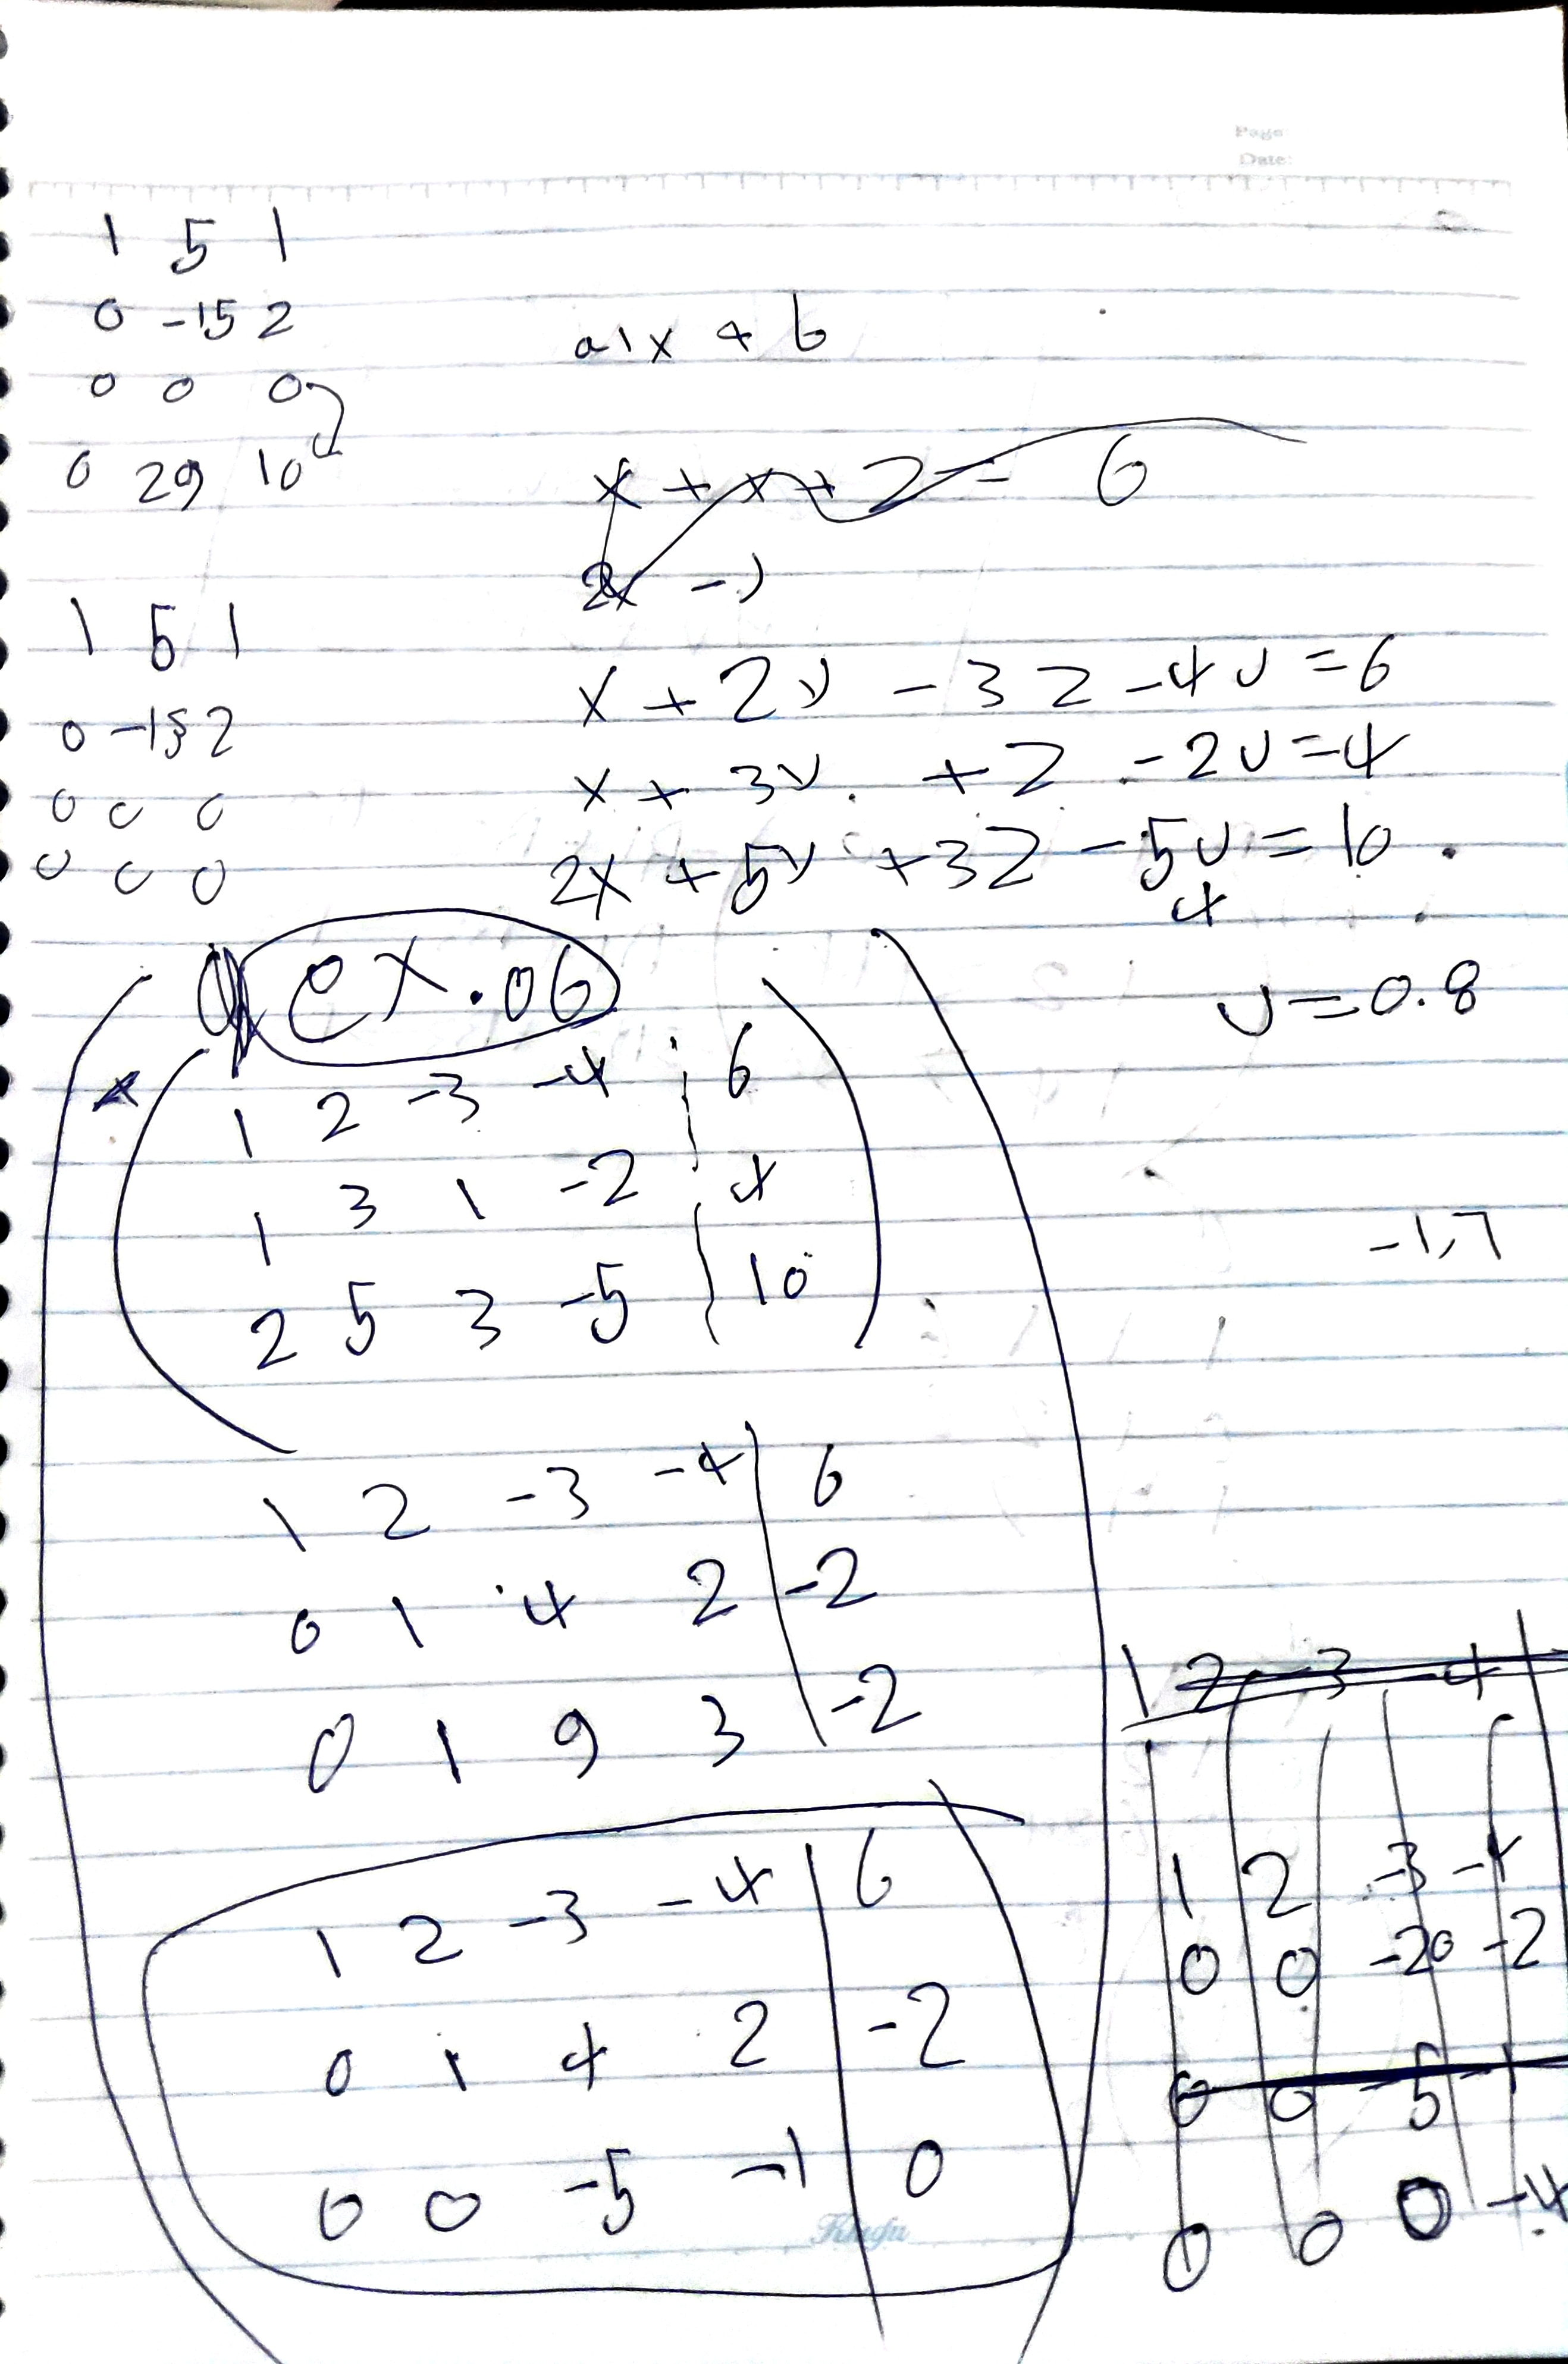 Page
Date:
1 5 1
0 -15 2
0 0 0
0 29 10
a1x + b
x + x + 2 = 6
2x -
1 5 1
0 -15 2
0 0 0
0 0 0
x + 2y - 3z - 4v = 6
x + 3y + z - 2v = 4
2x + 5y + 3z - 5v = 10
4
v = 0.8
ex.06
1 2 -3 -4 6
1 3 1 -2 4
2 5 3 -5 10
-1,7
1 2 -3 -4 6
0 1 4 2 -2
0 1 9 3 -2
1 2 -3 -4 6
0 1 4 2 -2
0 0 -5 -1 0
1 2 -3 -4
1 2 -3 -4
0 0 -20 -2
0 0 -5 -1
0 0 0 -4
Kinfu